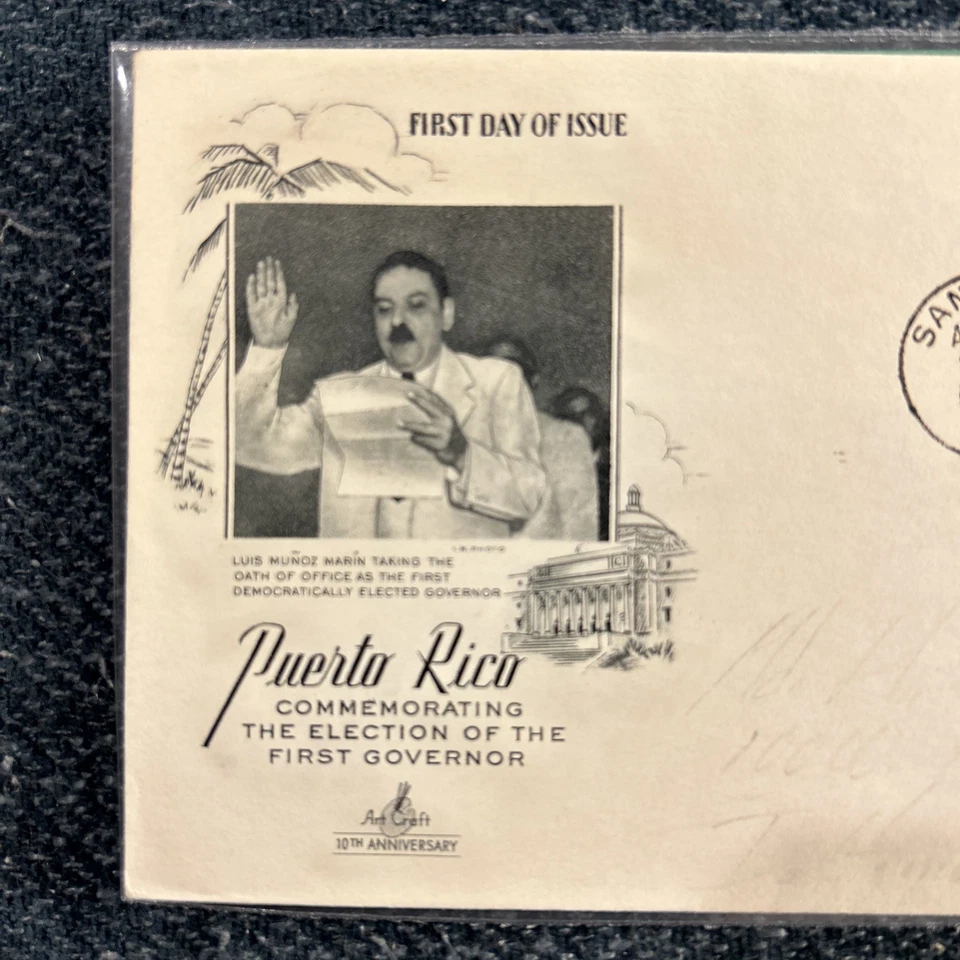 FIRST DAY OF ISSUE
SAN
LUIS MUÑOZ MARÍN TAKING THE
OATH OF OFFICE AS THE FIRST
DEMOCRATICALLY ELECTED GOVERNOR
Puerto Rico
COMMEMORATING
THE ELECTION OF THE
FIRST GOVERNOR
Art Craft
10TH ANNIVERSARY